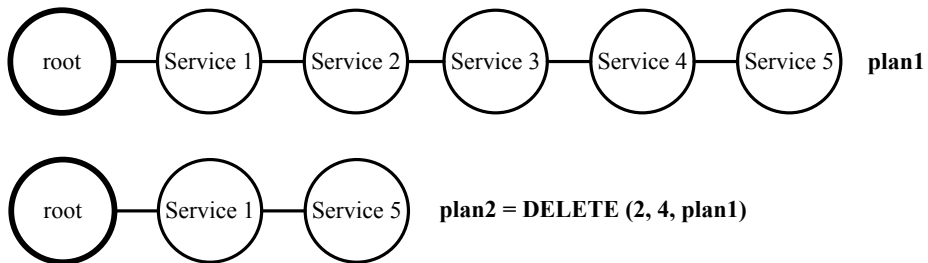 root Service 1 Service 2 Service 3 Service 4 Service 5 plan1
root Service 1 Service 5 plan2 = DELETE (2, 4, plan1)